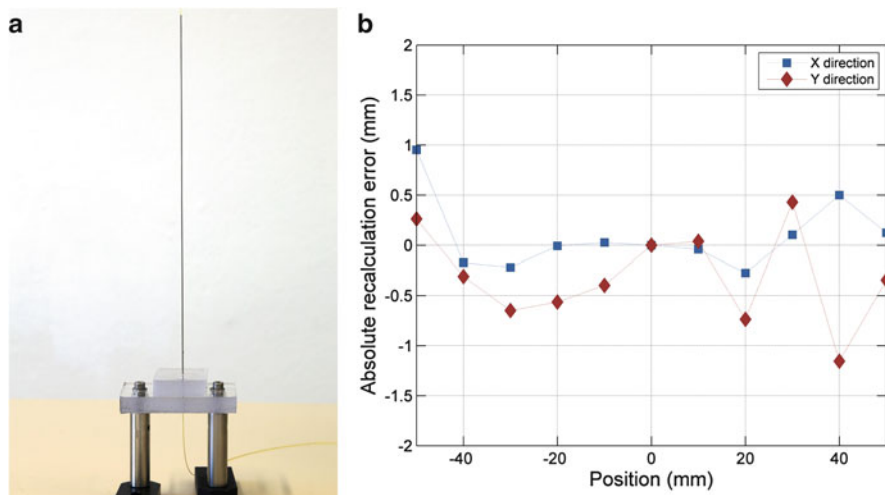 a
b
2
1.5
1
0.5
0
-0.5
-1
-1.5
-2
-40
-20
0
20
40
Absolute recalculation error (mm)
Position (mm)
X direction
Y direction